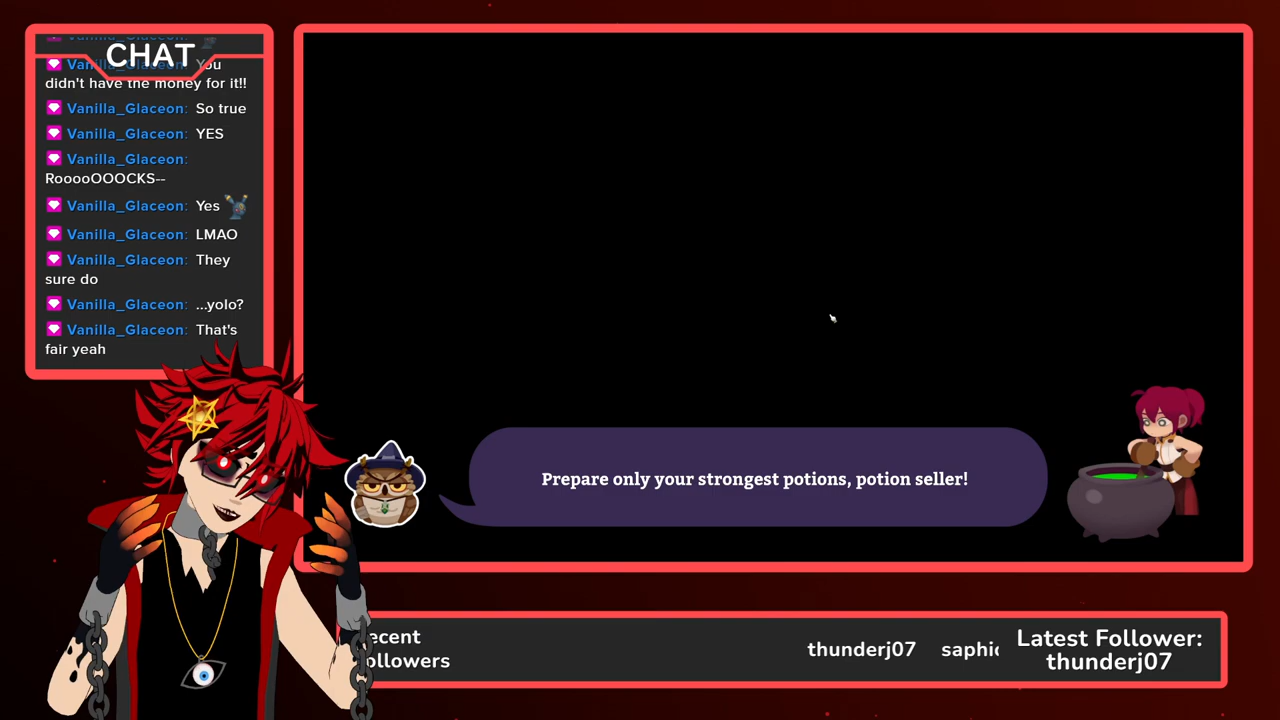 CHAT
Vanilla_Glaceon: You
didn't have the money for it!!
Vanilla_Glaceon: So true
Vanilla_Glaceon: YES
Vanilla_Glaceon:
RooooOOOCKS--
Vanilla_Glaceon: Yes
Vanilla_Glaceon: LMAO
Vanilla_Glaceon: They
sure do
Vanilla_Glaceon: ...yolo?
Vanilla_Glaceon: That's
fair yeah
Prepare only your strongest potions, potion seller!
ecent
ollowers
thunderj07
saphi
Latest Follower:
thunderj07